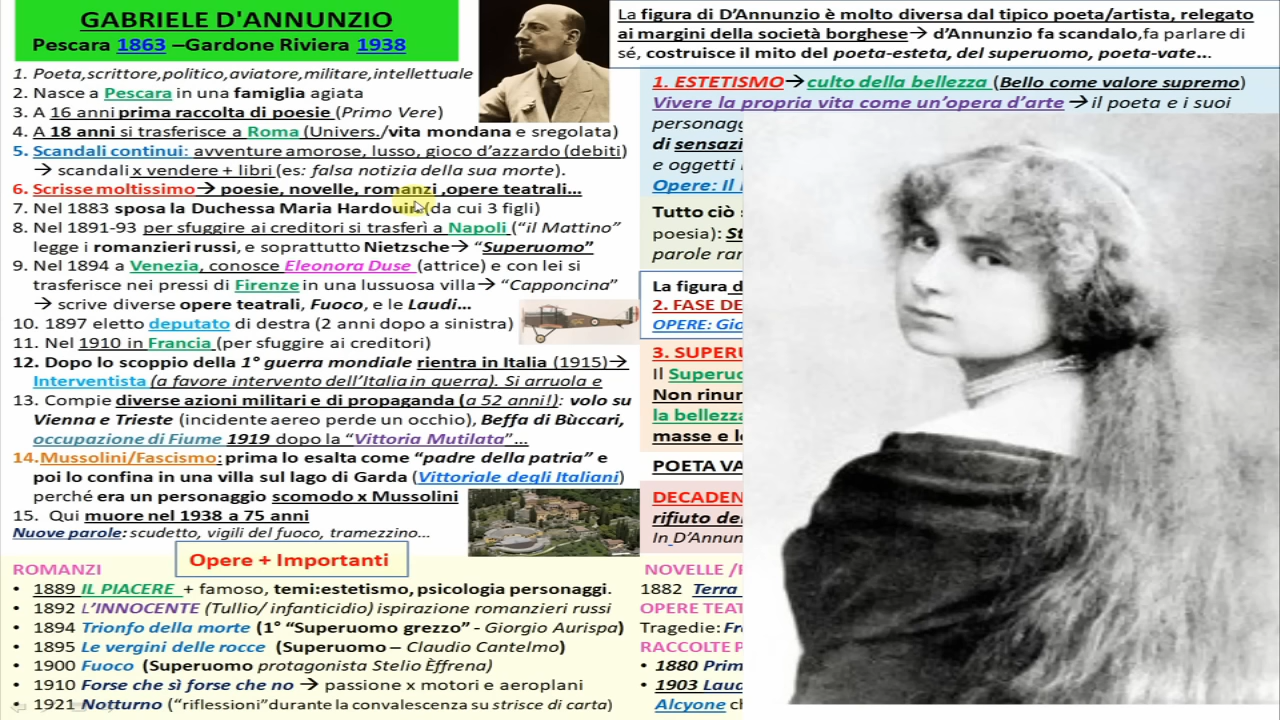 GABRIELE D'ANNUNZIO
Pescara 1863 –Gardone Riviera 1938
1. Poeta,scrittore,politico,aviatore,militare,intellettuale
2. Nasce a Pescara in una famiglia agiata
3. A 16 anni prima raccolta di poesie (Primo Vere)
4. A 18 anni si trasferisce a Roma (Univers./vita mondana e sregolata)
5. Scandali continui: avventure amorose, lusso, gioco d'azzardo (debiti)
→ scandali x vendere + libri (es: falsa notizia della sua morte).
6. Scrisse moltissimo→ poesie, novelle, romanzi ,opere teatrali...
7. Nel 1883 sposa la Duchessa Maria Hardouin (da cui 3 figli)
8. Nel 1891-93 per sfuggire ai creditori si trasferì a Napoli ("il Mattino"
legge i romanzieri russi, e soprattutto Nietzsche→ "Superuomo"
9. Nel 1894 a Venezia, conosce Eleonora Duse (attrice) e con lei si
trasferisce nei pressi di Firenze in una lussuosa villa→ "Capponcina"
→ scrive diverse opere teatrali, Fuoco, e le Laudi...
10. 1897 eletto deputato di destra (2 anni dopo a sinistra)
11. Nel 1910 in Francia (per sfuggire ai creditori)
12. Dopo lo scoppio della 1° guerra mondiale rientra in Italia (1915)→
Interventista (a favore intervento dell'Italia in guerra). Si arruola e
13. Compie diverse azioni militari e di propaganda (a 52 anni!): volo su
Vienna e Trieste (incidente aereo perde un occhio), Beffa di Bùccari,
occupazione di Fiume 1919 dopo la "Vittoria Mutilata"...
14.Mussolini/Fascismo: prima lo esalta come "padre della patria" e
poi lo confina in una villa sul lago di Garda (Vittoriale degli Italiani)
perché era un personaggio scomodo x Mussolini
15. Qui muore nel 1938 a 75 anni
Nuove parole: scudetto, vigili del fuoco, tramezzino...
Opere + Importanti
ROMANZI
• 1889 IL PIACERE + famoso, temi:estetismo, psicologia personaggi.
• 1892 L'INNOCENTE (Tullio/ infanticidio) ispirazione romanzieri russi
• 1894 Trionfo della morte (1° "Superuomo grezzo" - Giorgio Aurispa)
• 1895 Le vergini delle rocce (Superuomo – Claudio Cantelmo)
• 1900 Fuoco (Superuomo protagonista Stelio Èffrena)
• 1910 Forse che sì forse che no → passione x motori e aeroplani
• 1921 Notturno ("riflessioni"durante la convalescenza su strisce di carta)
La figura di D'Annunzio è molto diversa dal tipico poeta/artista, relegato
ai margini della società borghese→ d'Annunzio fa scandalo,fa parlare di
sé, costruisce il mito del poeta-esteta, del superuomo, poeta-vate...
1. ESTETISMO→culto della bellezza (Bello come valore supremo)
Vivere la propria vita come un'opera d'arte → il poeta e i suoi
personag
di sensazi
e oggetti
Opere: Il
Tutto ciò
poesia): St
parole rar
La figura d
2. FASE DE
OPERE: Gio
3. SUPERU
Il Superuo
Non rinur
la bellezza
masse e l
POETA VA
DECADEN
rifiuto del
In D'Annun
NOVELLE /
1882 Terra
OPERE TEAT
Tragedie: Fr
RACCOLTE P
• 1880 Prim
• 1903 Laud
Alcyone ch